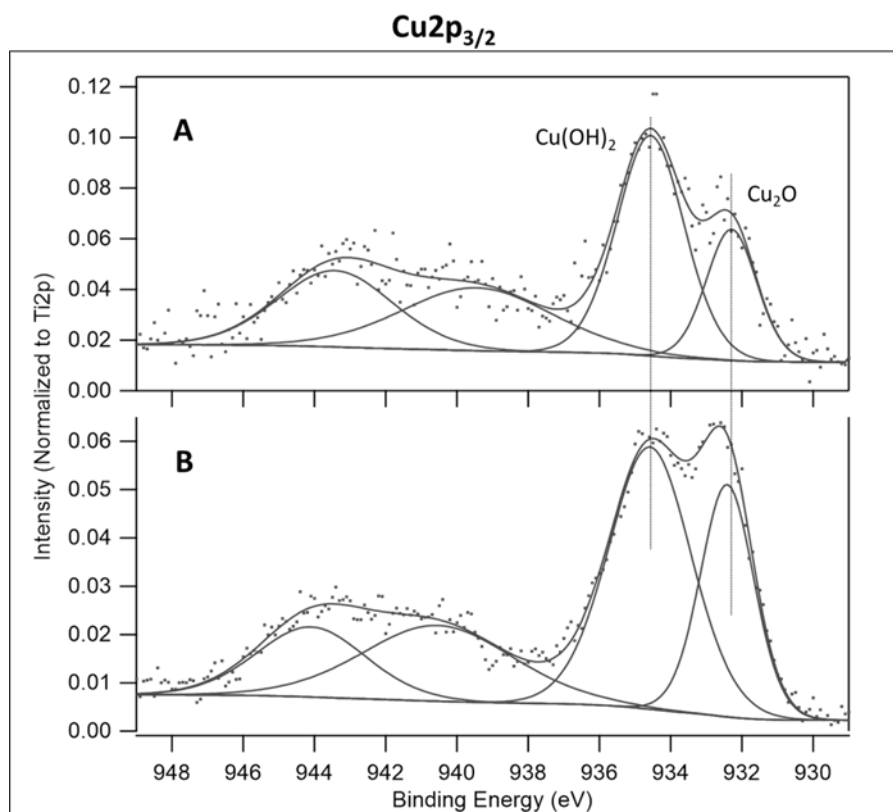 Cu2p3/2
A
Cu(OH)2
Cu2O
0.12
0.10
0.08
0.06
0.04
0.02
0.00
B
0.06
0.05
0.04
0.03
0.02
0.01
0.00
Intensity (Normalized to Ti2p)
948 946 944 942 940 938 936 934 932 930
Binding Energy (eV)